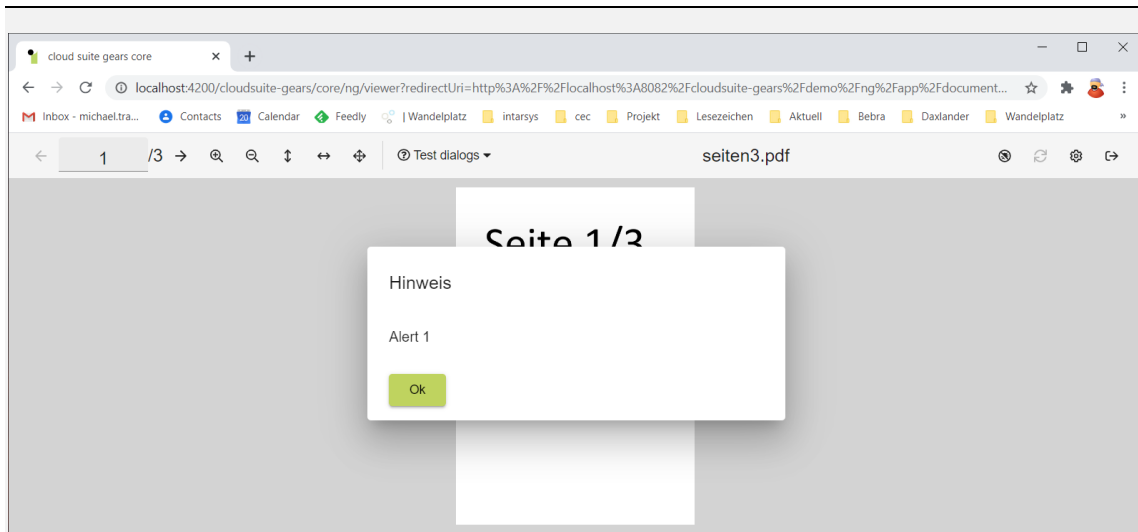 cloud suite gears core
localhost:4200/cloudsuite-gears/core/ng/viewer?redirectUri=http%3A%2F%2Flocalhost%3A8082%2Fcloudsuite-gears%2Fdemo%2Fng%2Fapp%2Fdocument...
Inbox - michael.tra... Contacts 20 Calendar Feedly | Wandelplatz intarsys cec Projekt Lesezeichen Aktuell Bebra Daxlander Wandelplatz »
1 /3 Test dialogs seiten3.pdf
Seite 1/3
Hinweis
Alert 1
Ok